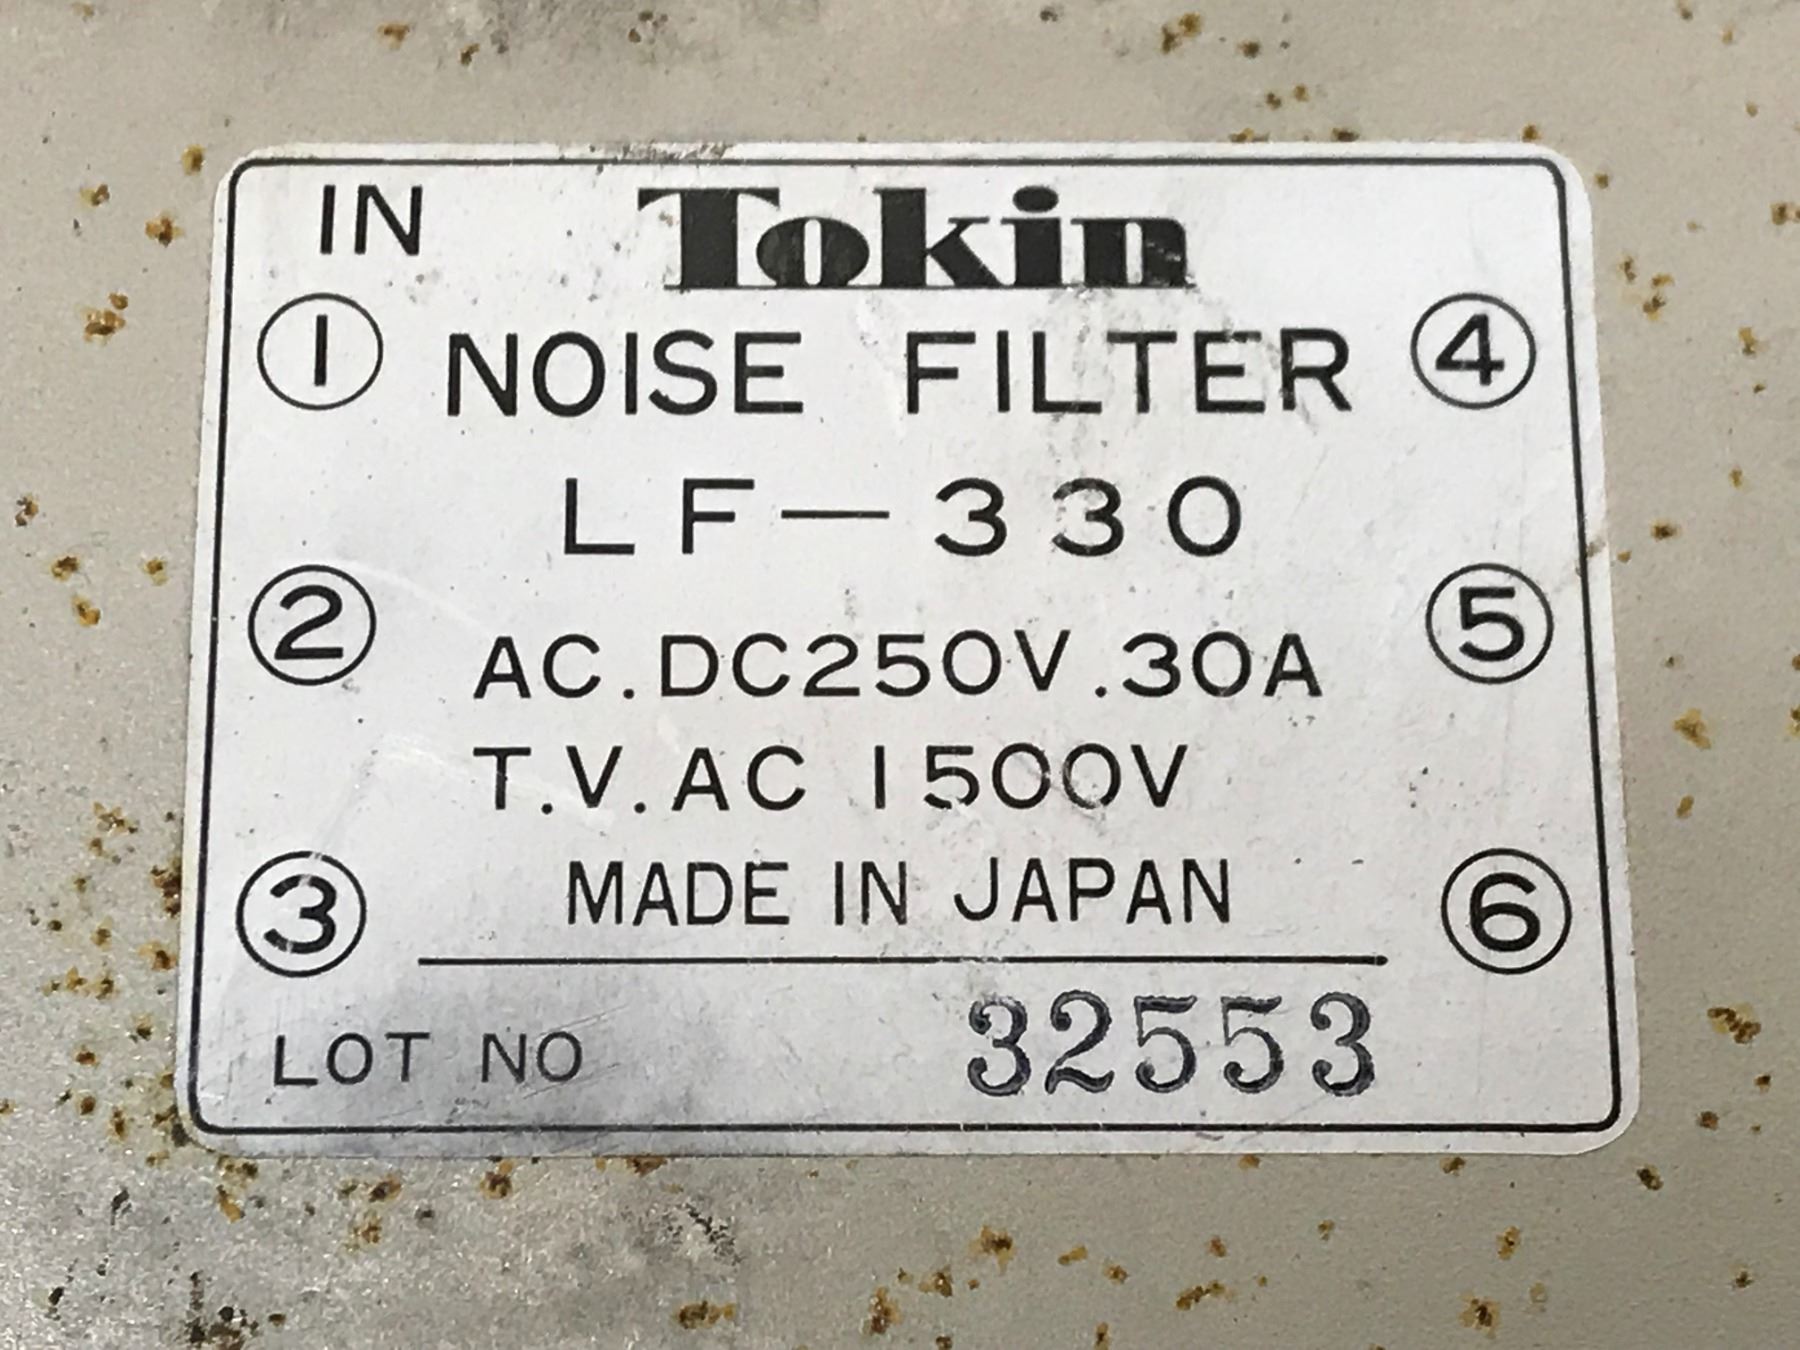 IN Tokin
① NOISE FILTER ④
LF-330
② ⑤
AC.DC250V.30A
T.V.AC 1500V
③ MADE IN JAPAN ⑥
LOT NO 32553